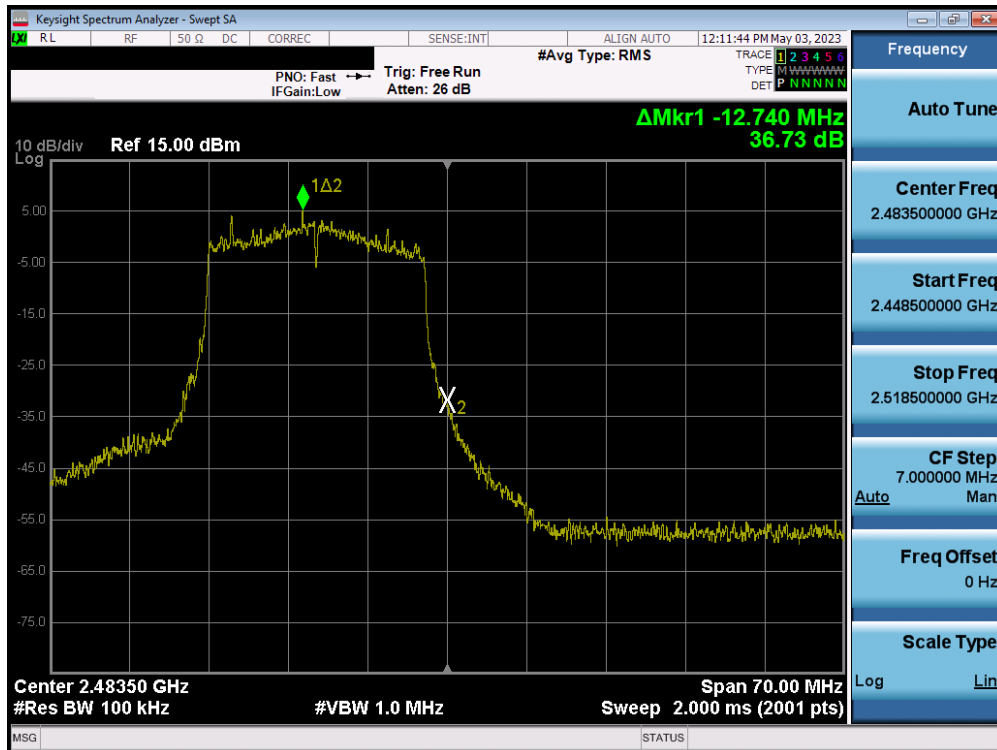 Keysight Spectrum Analyzer - Swept SA
LXI RL RF 50 Ω DC CORREC SENSE:INT ALIGN AUTO 12:11:44 PM May 03, 2023
Frequency
#Avg Type: RMS
TRACE 1 2 3 4 5 6
PNO: Fast Trig: Free Run TYPE M W W W W W
IFGain:Low Atten: 26 dB DET P N N N N N
ΔMkr1 -12.740 MHz
36.73 dB
10 dB/div Ref 15.00 dBm
Log
1Δ2
5.00
-5.00
-15.0
-25.0
-35.0
2
-45.0
-55.0
-65.0
-75.0
Center 2.48350 GHz Span 70.00 MHz
#Res BW 100 kHz #VBW 1.0 MHz Sweep 2.000 ms (2001 pts)
Auto Tune
Center Freq
2.483500000 GHz
Start Freq
2.448500000 GHz
Stop Freq
2.518500000 GHz
CF Step
7.000000 MHz
Auto Man
Freq Offset
0 Hz
Scale Type
Log Lin
MSG STATUS